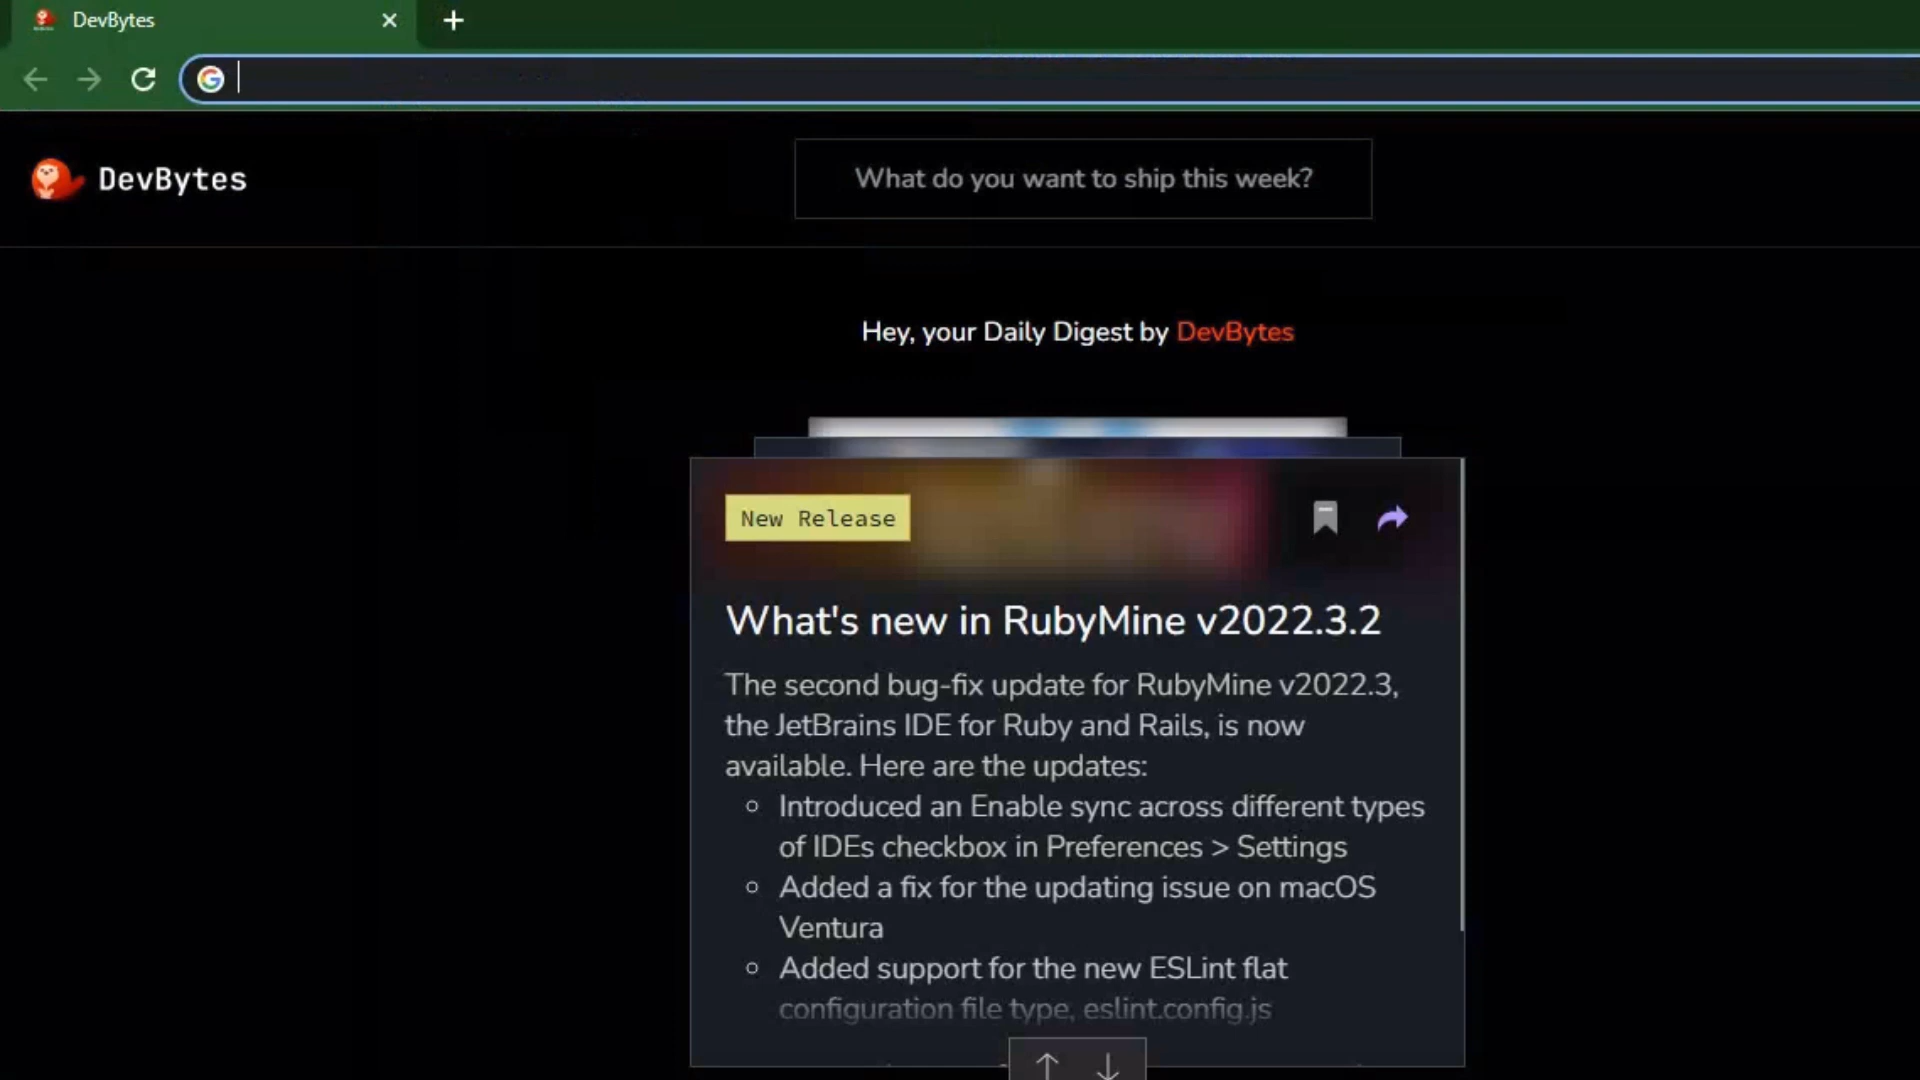 DevBytes
DevBytes
What do you want to ship this week?
Hey, your Daily Digest by DevBytes
New Release
What's new in RubyMine v2022.3.2
The second bug-fix update for RubyMine v2022.3,
the JetBrains IDE for Ruby and Rails, is now
available. Here are the updates:
Introduced an Enable sync across different types
of IDEs checkbox in Preferences > Settings
Added a fix for the updating issue on macOS
Ventura
Added support for the new ESLint flat
configuration file type, eslint.config.js